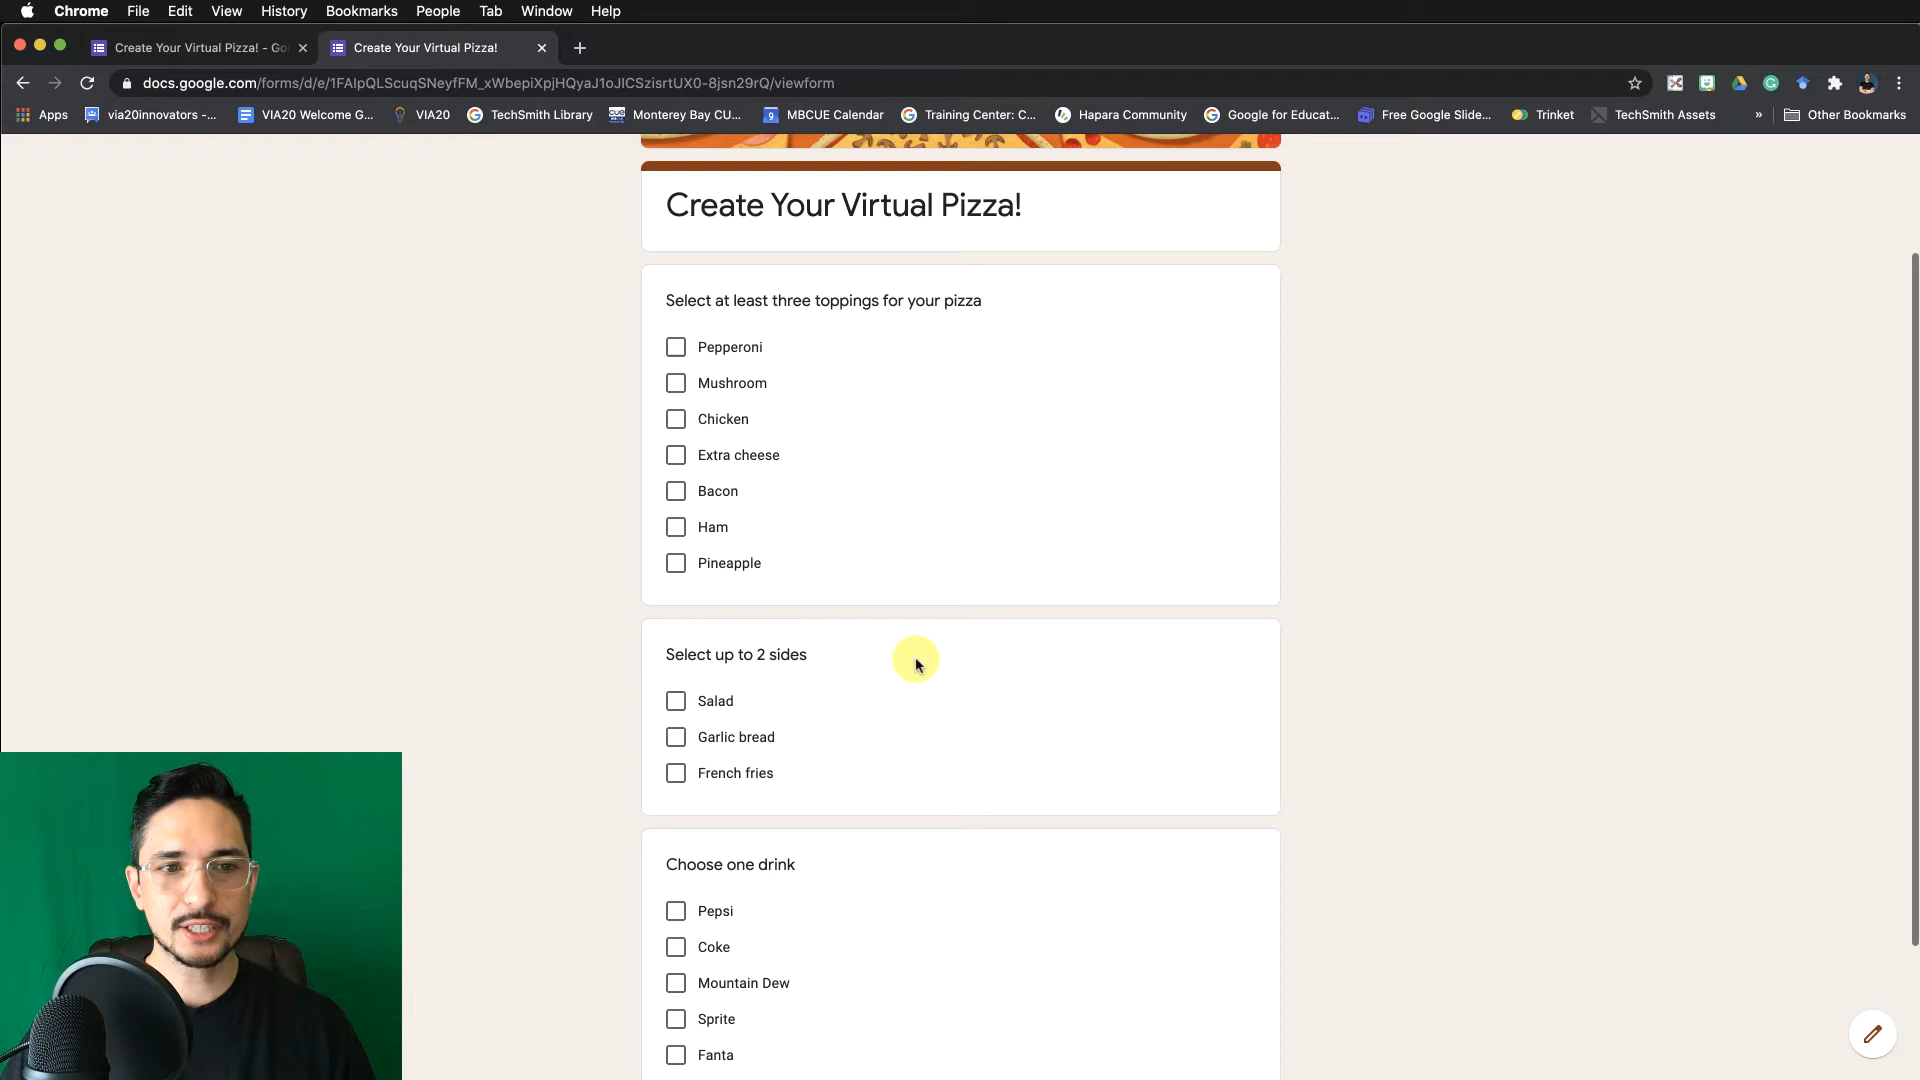 Chrome File Edit View History Bookmarks People Tab Window Help
Create Your Virtual Pizza! - Go
Create Your Virtual Pizza!
docs.google.com/forms/d/e/1FAIpQLScuqSNeyfFM_xWbepiXpjHQyaJ1oJICSzisrtUX0-8jsn29rQ/viewform
Apps via20innovators -... VIA20 Welcome G... VIA20 TechSmith Library Monterey Bay CU... MBCUE Calendar Training Center: C... Hapara Community Google for Educat... Free Google Slide... Trinket TechSmith Assets » Other Bookmarks
Create Your Virtual Pizza!
Select at least three toppings for your pizza
Pepperoni
Mushroom
Chicken
Extra cheese
Bacon
Ham
Pineapple
Select up to 2 sides
Salad
Garlic bread
French fries
Choose one drink
Pepsi
Coke
Mountain Dew
Sprite
Fanta